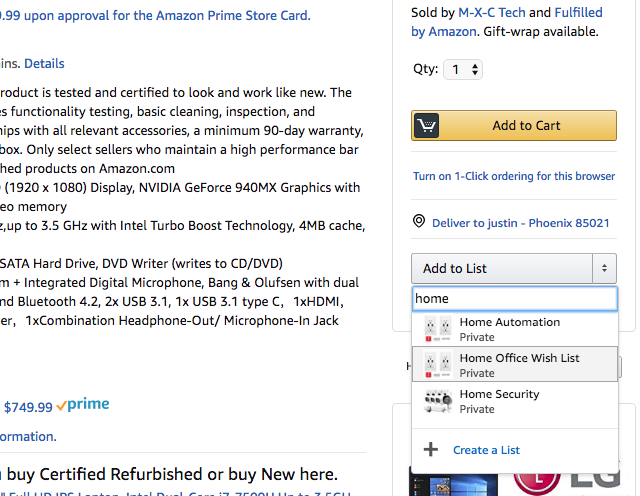 9.99 upon approval for the Amazon Prime Store Card.
ins. Details
roduct is tested and certified to look and work like new. The
es functionality testing, basic cleaning, inspection, and
hips with all relevant accessories, a minimum 90-day warranty,
box. Only select sellers who maintain a high performance bar
hed products on Amazon.com
(1920 x 1080) Display, NVIDIA GeForce 940MX Graphics with
eo memory
z,up to 3.5 GHz with Intel Turbo Boost Technology, 4MB cache,
SATA Hard Drive, DVD Writer (writes to CD/DVD)
m + Integrated Digital Microphone, Bang & Olufsen with dual
nd Bluetooth 4.2, 2x USB 3.1, 1x USB 3.1 type C, 1xHDMI,
er, 1xCombination Headphone-Out/ Microphone-In Jack
$749.99 prime
ormation.
buy Certified Refurbished or buy New here.
Sold by M-X-C Tech and Fulfilled
by Amazon. Gift-wrap available.
Qty: 1
Add to Cart
Turn on 1-Click ordering for this browser
Deliver to justin - Phoenix 85021
Add to List
home
Home Automation
Private
Home Office Wish List
Private
Home Security
Private
Create a List
LG